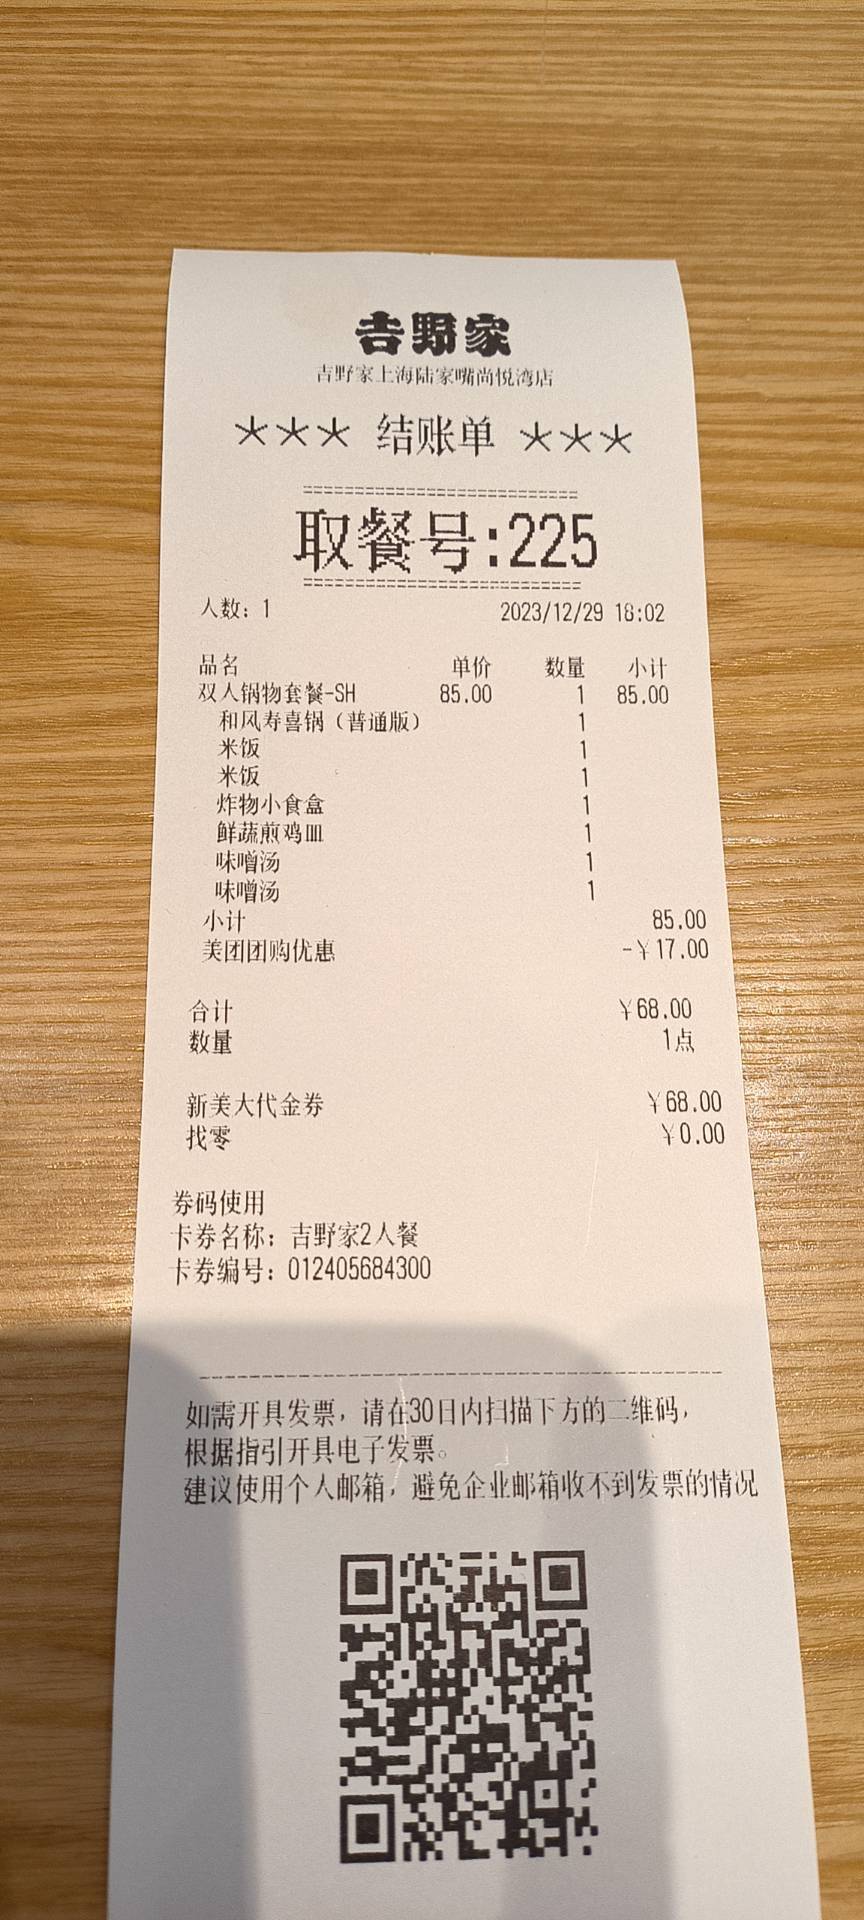 吉野家
吉野家上海陆家嘴尚悦湾店
*** 结账单 ***
==========================
取餐号:225
==========================
人数：1 2023/12/29 18:02
品名 单价 数量 小计
双人锅物套餐-SH 85.00 1 85.00
和风寿喜锅（普通版） 1
米饭 1
米饭 1
炸物小食盒 1
鲜蔬煎鸡皿 1
味噌汤 1
味噌汤 1
小计 85.00
美团团购优惠 -￥17.00
合计 ￥68.00
数量 1点
新美大代金券 ￥68.00
找零 ￥0.00
券码使用
卡券名称：吉野家2人餐
卡券编号：012405684300
如需开具发票，请在30日内扫描下方的二维码，
根据指引开具电子发票。
建议使用个人邮箱，避免企业邮箱收不到发票的情况